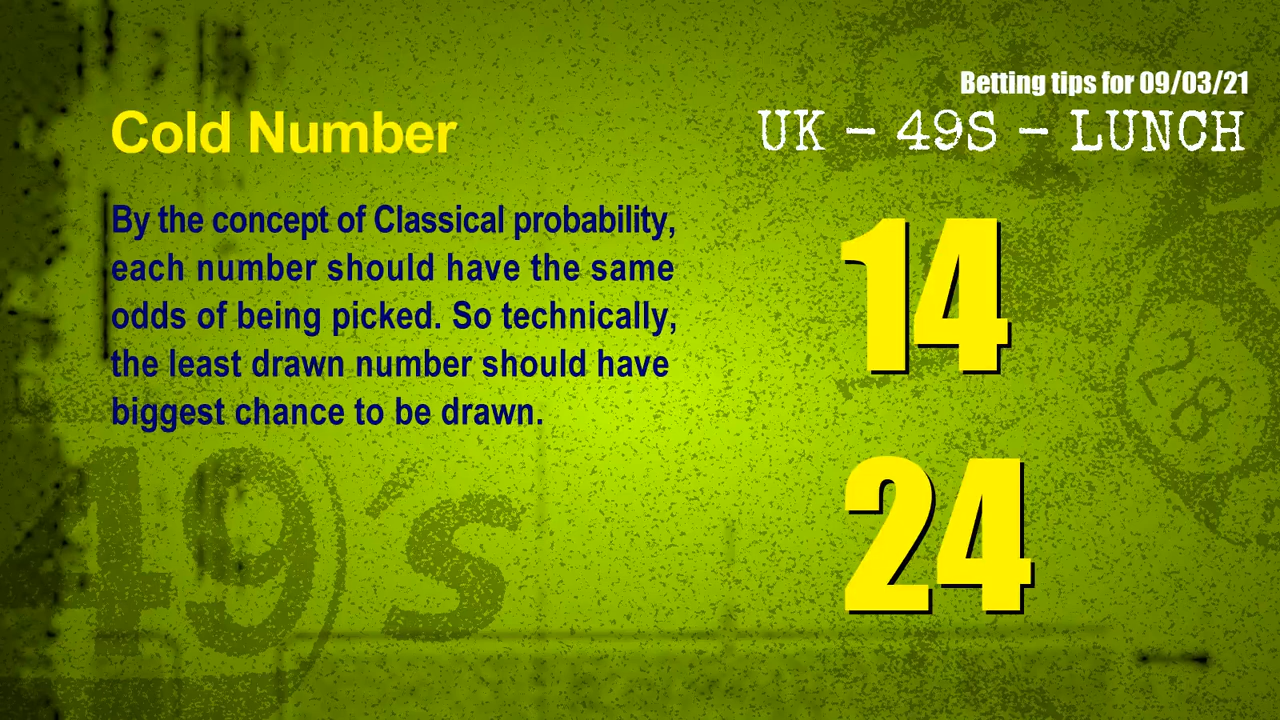 Betting tips for 09/03/21
UK - 49S - LUNCH
Cold Number
By the concept of Classical probability,
each number should have the same
odds of being picked. So technically,
the least drawn number should have
biggest chance to be drawn.
14
24
28
49's